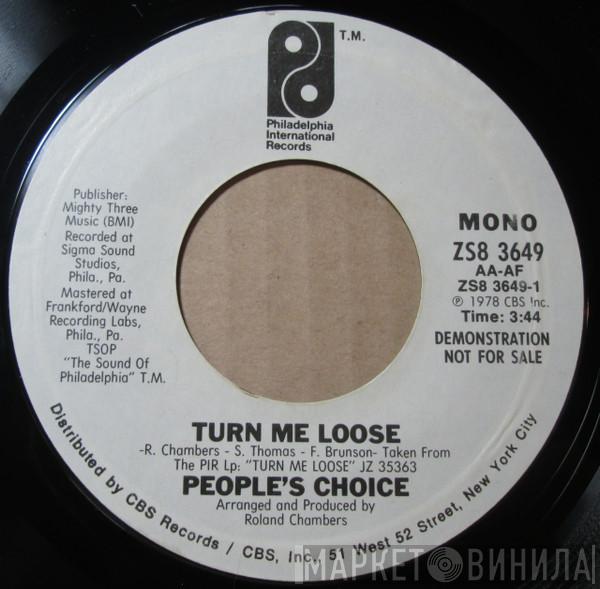 T.M.
Philadelphia
International
Records
Publisher:
Mighty Three
Music (BMI)
Recorded at
Sigma Sound
Studios,
Phila., Pa.
Mastered at
Frankford/Wayne
Recording Labs,
Phila., Pa.
TSOP
"The Sound Of
Philadelphia" T.M.
MONO
ZS8 3649
AA-AF
ZS8 3649-1
Ⓟ 1978 CBS Inc.
Time: 3:44
DEMONSTRATION
NOT FOR SALE
TURN ME LOOSE
-R. Chambers - S. Thomas - F. Brunson- Taken From
The PIR Lp: "TURN ME LOOSE" JZ 35363
PEOPLE'S CHOICE
Arranged and Produced by
Roland Chambers
Distributed by CBS Records / CBS, Inc., 51 West 52 Street, New York City
МАРКЕТ ВИНИЛА